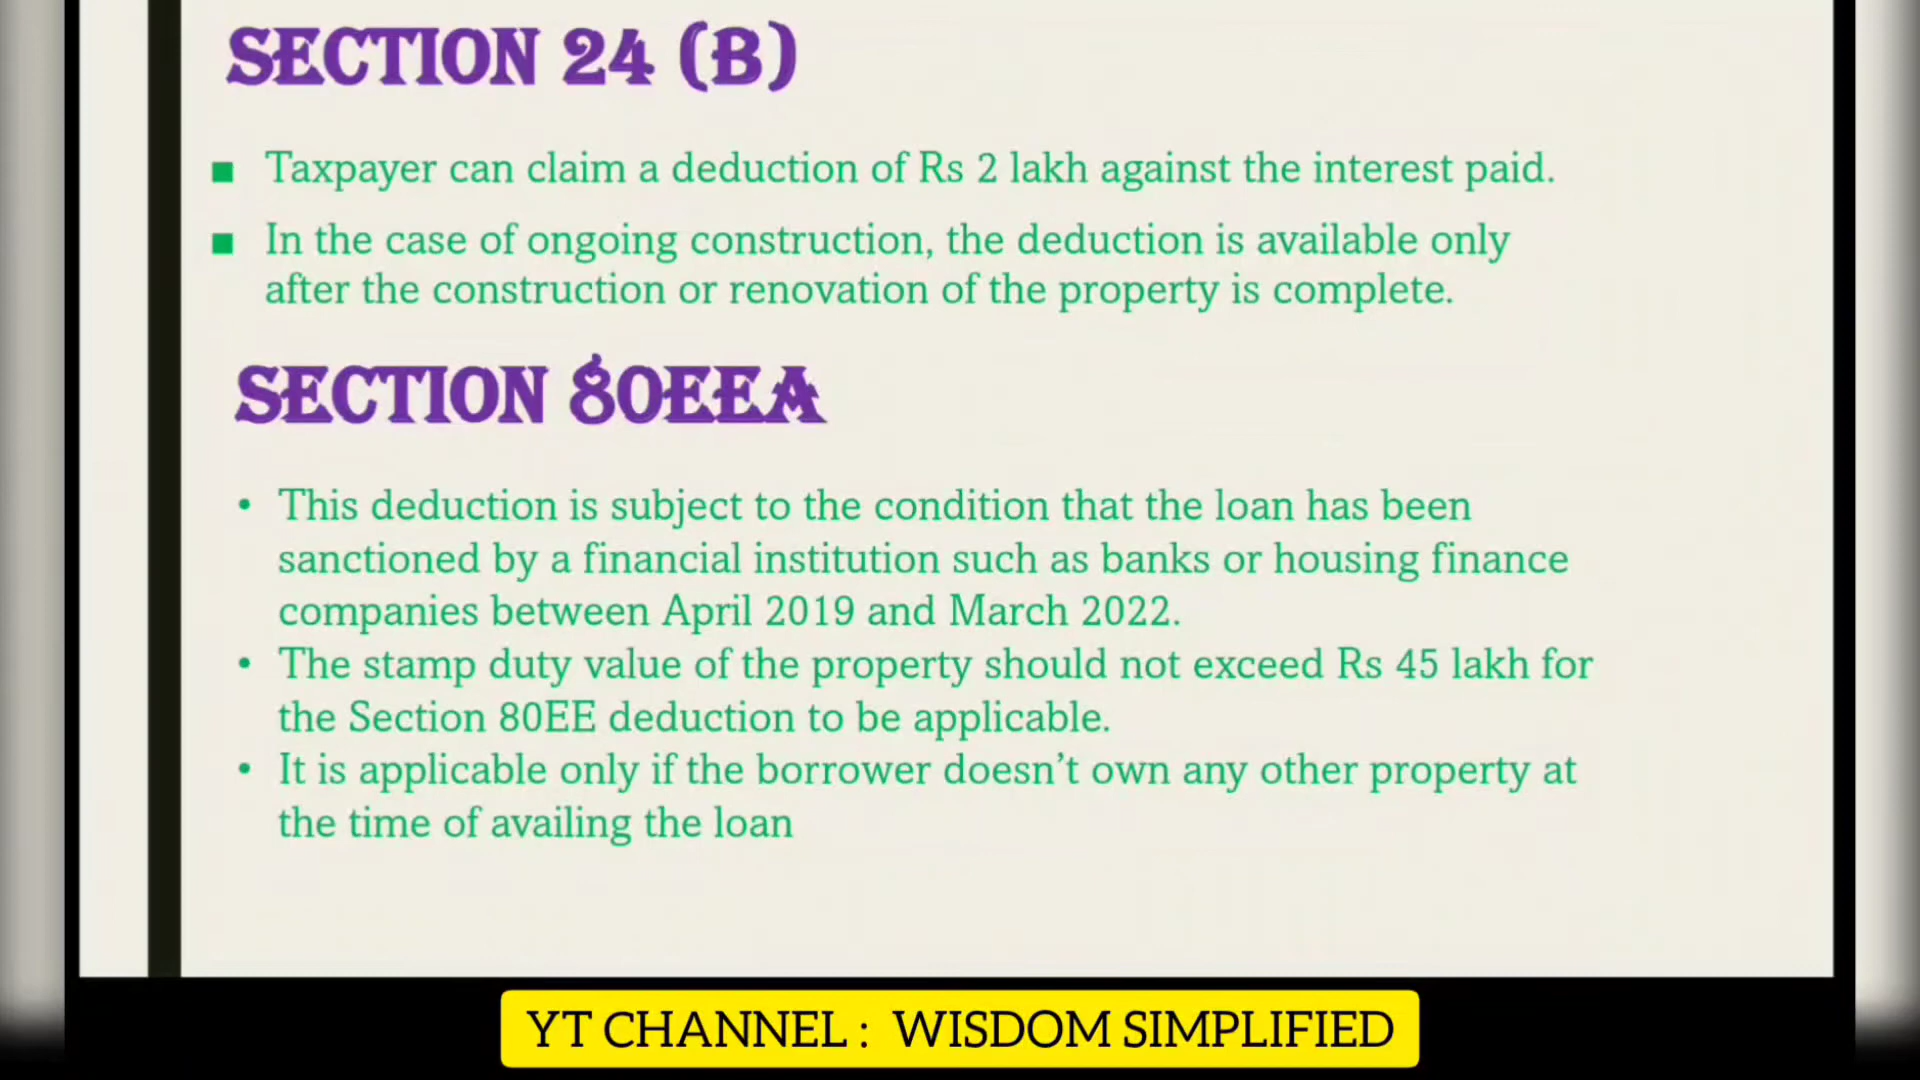 SECTION 24 (B)
Taxpayer can claim a deduction of Rs 2 lakh against the interest paid.
In the case of ongoing construction, the deduction is available only
after the construction or renovation of the property is complete.
SECTION 80EEA
This deduction is subject to the condition that the loan has been
sanctioned by a financial institution such as banks or housing finance
companies between April 2019 and March 2022.
The stamp duty value of the property should not exceed Rs 45 lakh for
the Section 80EE deduction to be applicable.
It is applicable only if the borrower doesn’t own any other property at
the time of availing the loan
YT CHANNEL : WISDOM SIMPLIFIED